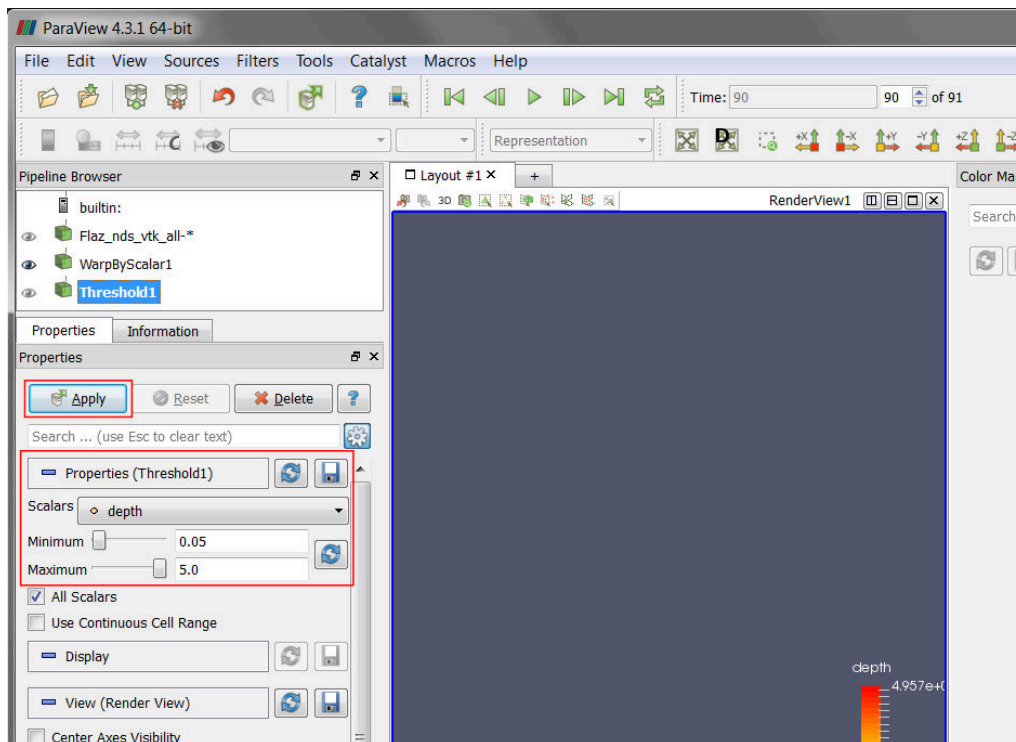 ParaView 4.3.1 64-bit
File Edit View Sources Filters Tools Catalyst Macros Help
Time: 90 90 of 91
Representation
Pipeline Browser
Layout #1
Color Ma
3D
RenderView1
Search
builtin:
Flaz_nds_vtk_all-*
WarpByScalar1
Threshold1
Properties Information
Properties
Apply Reset Delete ?
Search ... (use Esc to clear text)
Properties (Threshold1)
Scalars depth
Minimum 0.05
Maximum 5.0
All Scalars
Use Continuous Cell Range
Display
depth
4.957e+0
View (Render View)
Center Axes Visibility